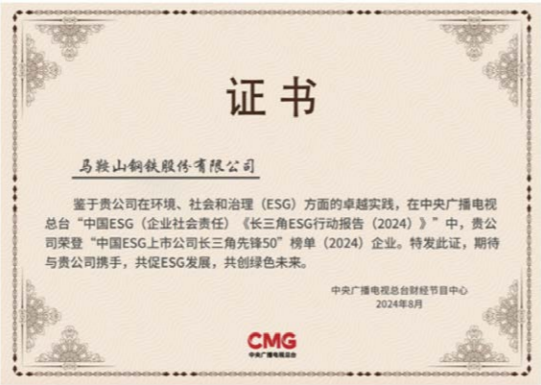 证书
马鞍山钢铁股份有限公司
鉴于贵公司在环境、社会和治理（ESG）方面的卓越实践，在中央广播电视
总台“中国ESG（企业社会责任）《长三角ESG行动报告（2024）》”中，贵公
司荣登“中国ESG上市公司长三角先锋50”榜单（2024）企业。特发此证，期待
与贵公司携手，共促ESG发展，共创绿色未来。
中央广播电视总台财经节目中心
2024年8月
CMG
中央广播电视总台